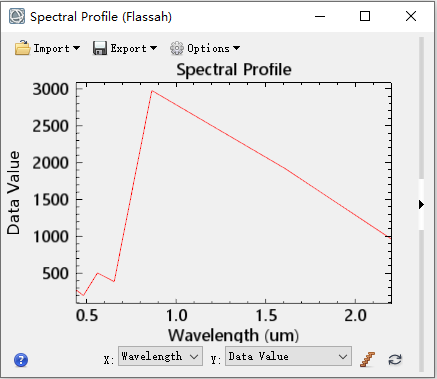 Spectral Profile (Flassah)
Import Export Options
Spectral Profile
3000
2500
2000
1500
1000
500
Data Value
0.5 1.0 1.5 2.0
Wavelength (um)
X: Wavelength Y: Data Value